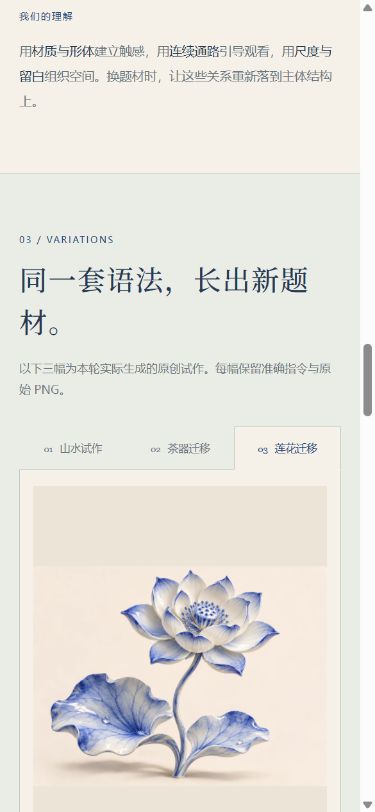 我们的理解
用材质与形体建立触感，用连续通路引导观看，用尺度与
留白组织空间。换题材时，让这些关系重新落到主体结构
上。
03 / VARIATIONS
同一套语法，长出新题
材。
以下三幅为本轮实际生成的原创试作。每幅保留准确指令与原
始 PNG。
01 山水试作
02 茶器迁移
03 莲花迁移